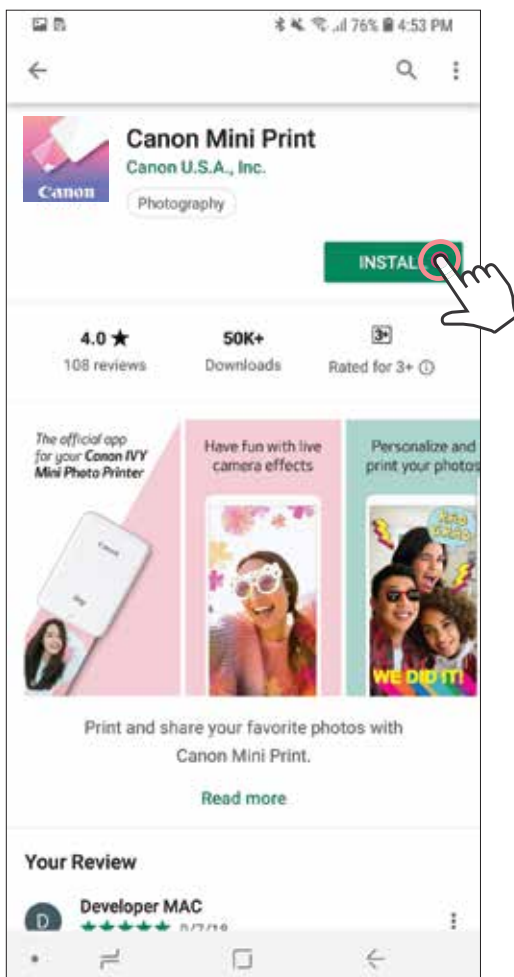 76% 4:53 PM
Canon Mini Print
Canon U.S.A., Inc.
Canon
Photography
INSTAL
4.0 ★
50K+
3+
108 reviews
Downloads
Rated for 3+
The official app
for your Canon IVY
Mini Photo Printer
Have fun with live
camera effects
Personalize and
print your photos
Canon
WE DID IT!
Print and share your favorite photos with
Canon Mini Print.
Read more
Your Review
D
Developer MAC